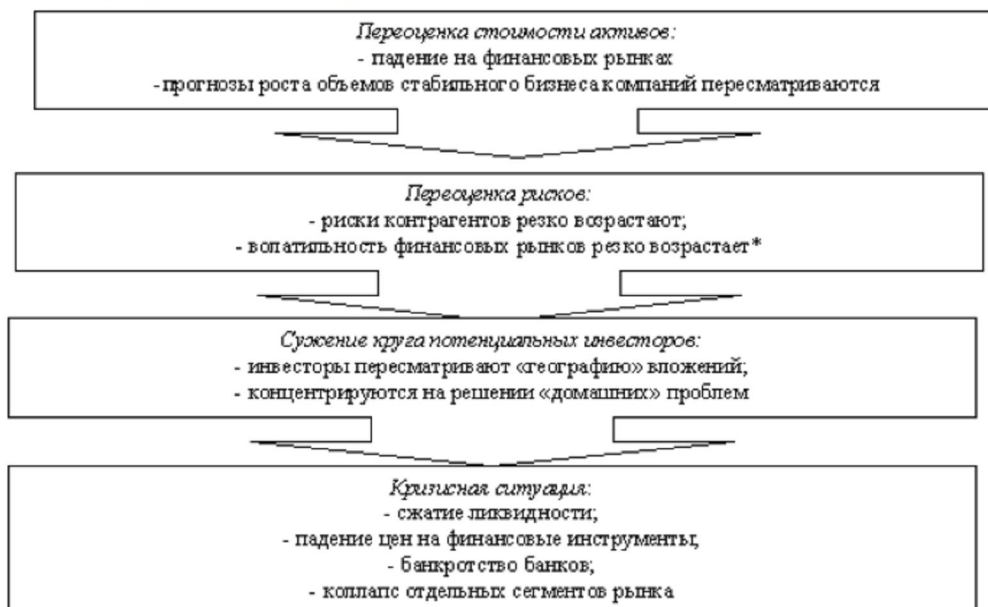 Переоценка стоимости активов:
- падение на финансовых рынках
-прогнозы роста объемов стабильного бизнеса компаний пересматриваются
Переоценка рисков:
- риски контрагентов резко возрастают;
- волатильность финансовых рынков резко возрастает*
Сужение круга потенциальных инвесторов:
- инвесторы пересматривают «географию» вложений;
- концентрируются на решении «домашних» проблем
Кризисная ситуация:
- сжатие ликвидности;
- падение цен на финансовые инструменты;
- банкротство банков;
- коллапс отдельных сегментов рынка